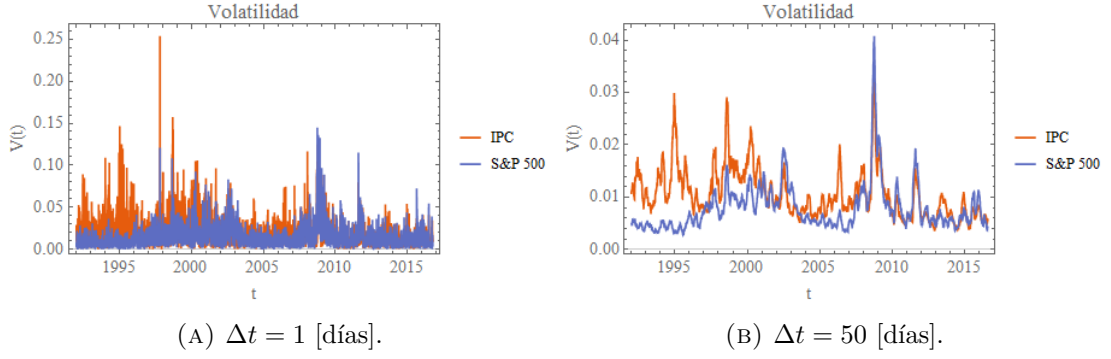 Volatilidad
0.25
0.20
0.15
0.10
0.05
0.00
V(t)
1995 2000 2005 2010 2015
t
IPC
S&P 500
(A) Δt = 1 [días].
Volatilidad
0.04
0.03
0.02
0.01
0.00
V(t)
1995 2000 2005 2010 2015
t
IPC
S&P 500
(B) Δt = 50 [días].